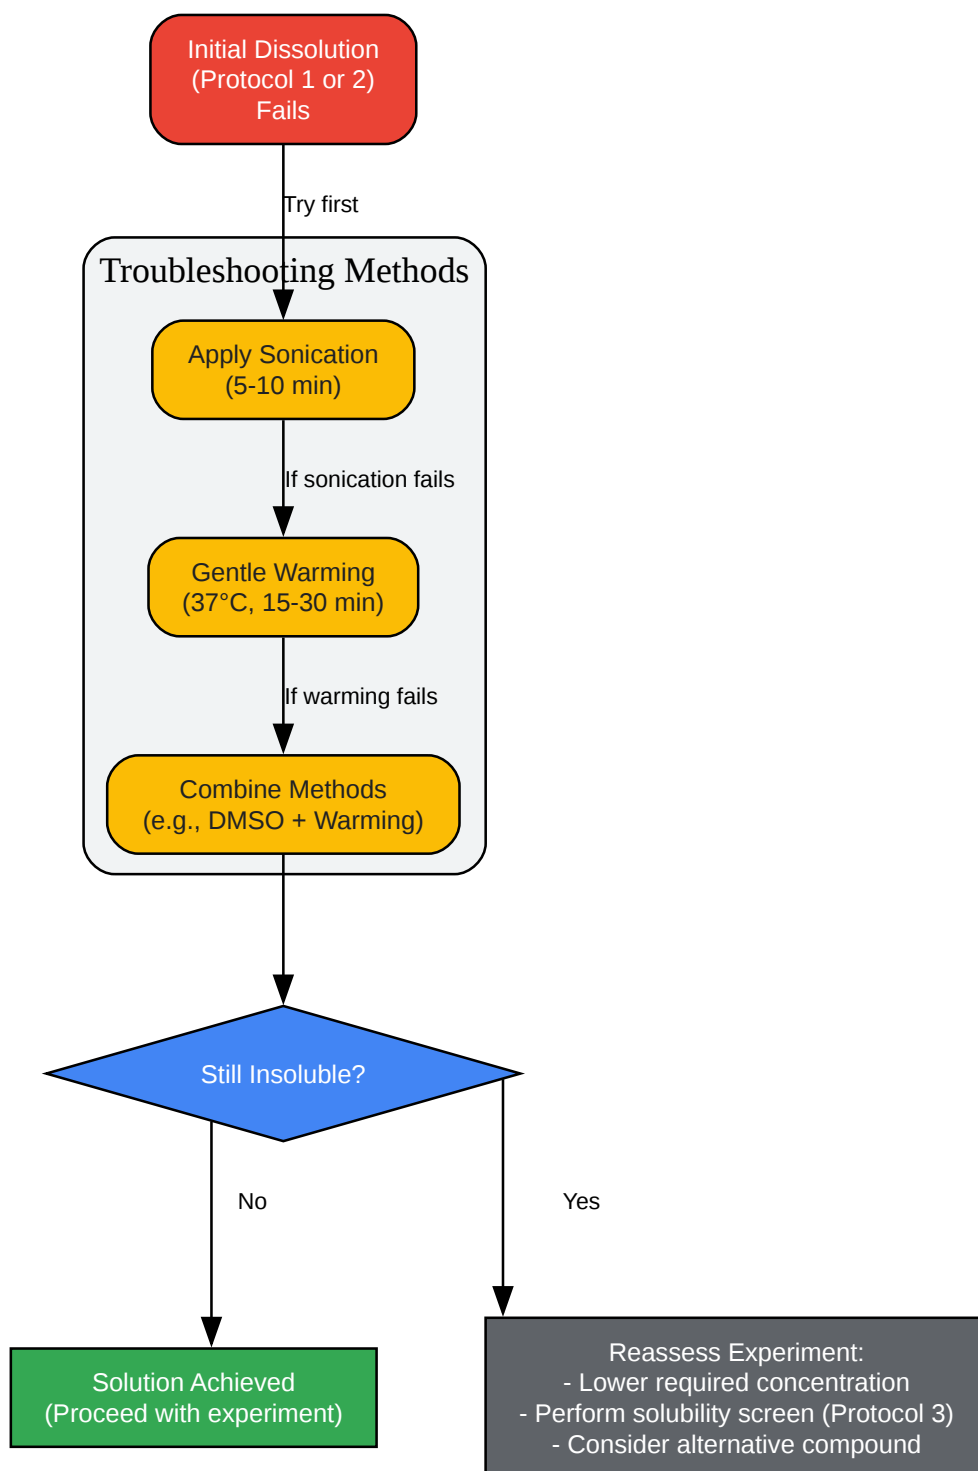 Initial Dissolution
(Protocol 1 or 2)
Fails
Try first
Troubleshooting Methods
Apply Sonication
(5-10 min)
If sonication fails
Gentle Warming
(37°C, 15-30 min)
If warming fails
Combine Methods
(e.g., DMSO + Warming)
Still Insoluble?
No
Yes
Solution Achieved
(Proceed with experiment)
Reassess Experiment:
- Lower required concentration
- Perform solubility screen (Protocol 3)
- Consider alternative compound